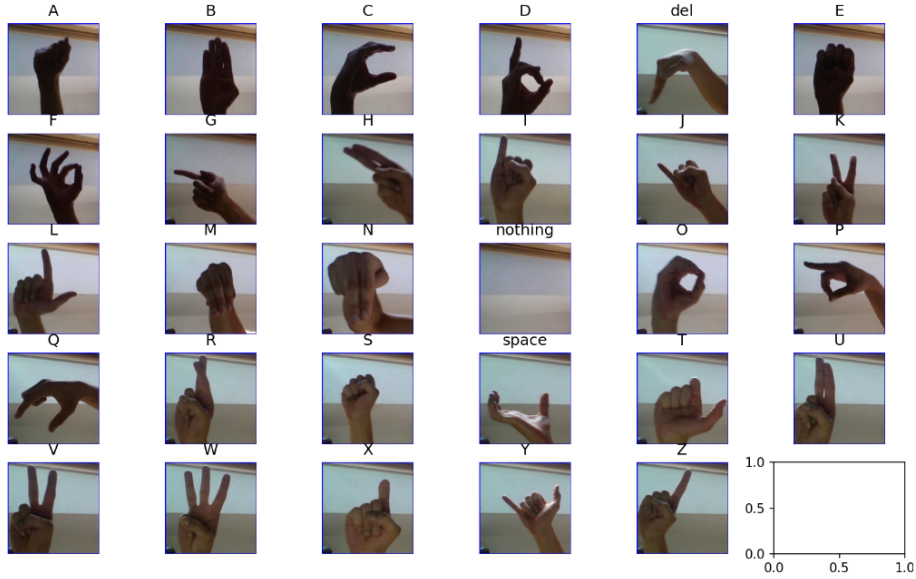 A B C D del E
F G H I J K
L M N nothing O P
Q R S space T U
V W X Y Z
1.0
0.5
0.0
0.0 0.5 1.0